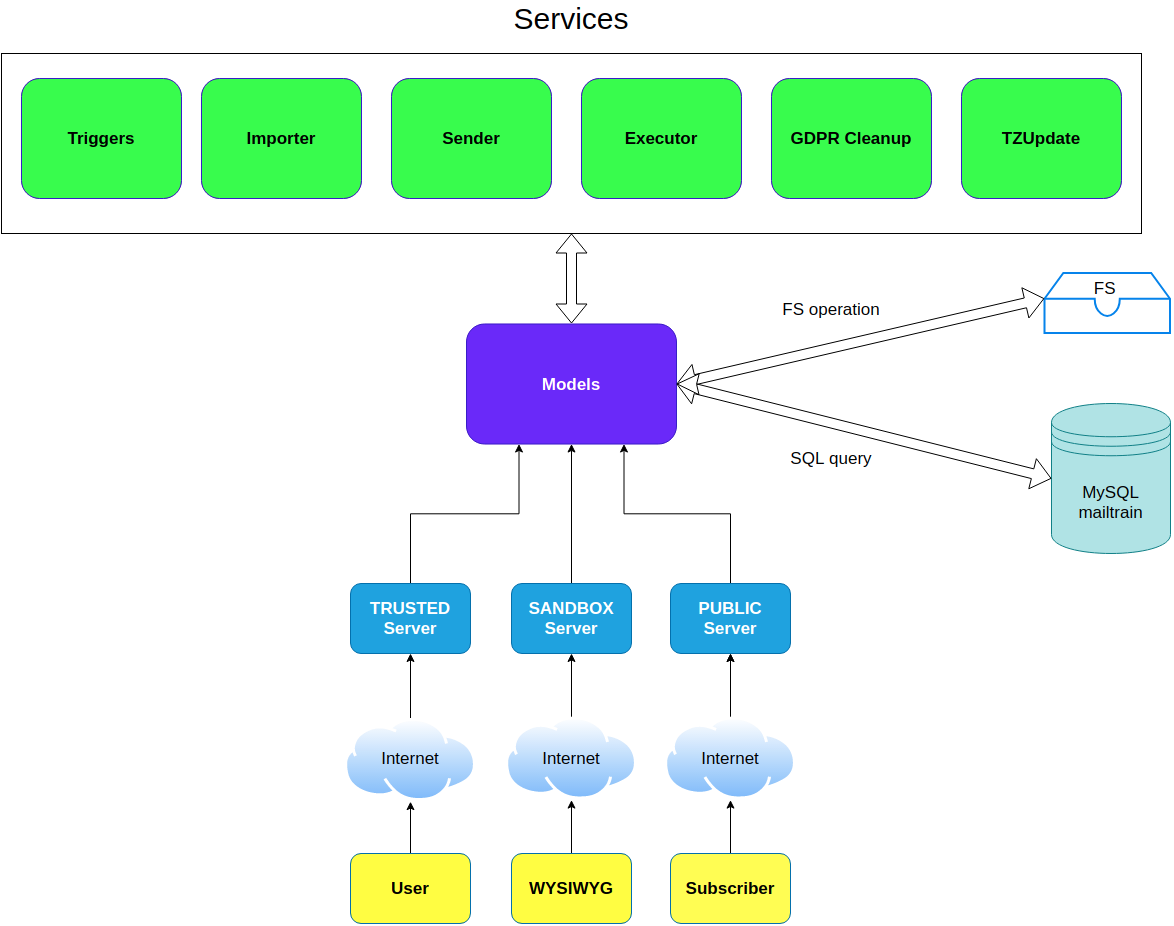 Services
Triggers
Importer
Sender
Executor
GDPR Cleanup
TZUpdate
FS operation
FS
Models
SQL query
MySQL
mailtrain
TRUSTED
Server
SANDBOX
Server
PUBLIC
Server
Internet
Internet
Internet
User
WYSIWYG
Subscriber